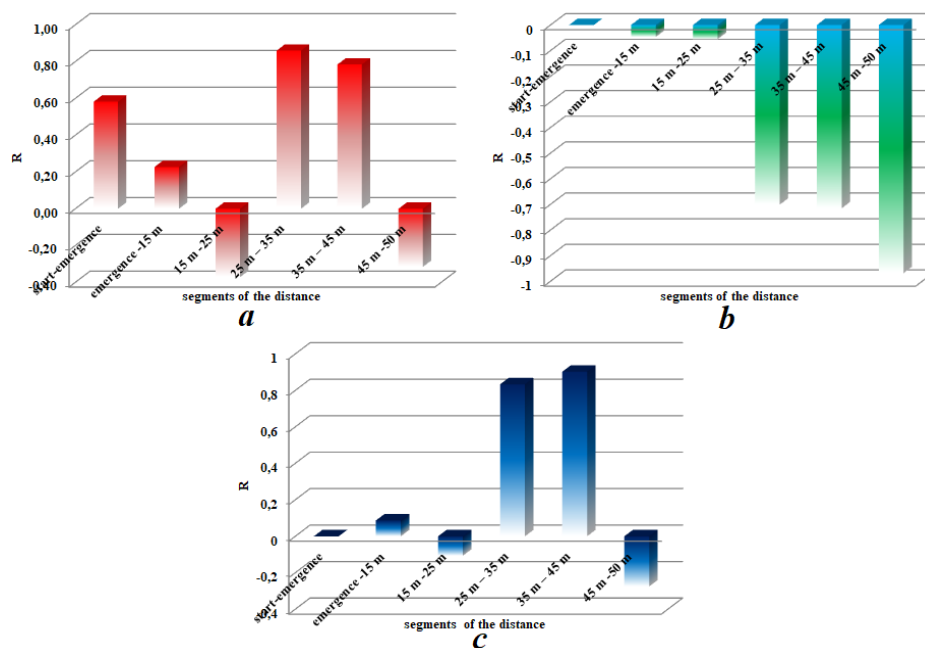 1,00
0,80
0,60
0,40
0,20
0,00
-0,20
-0,40
R
start-emergence
emergence -15 m
15 m -25 m
25 m – 35 m
35 m – 45 m
45 m -50 m
segments of the distance
a
0
-0,1
-0,2
-0,3
-0,4
-0,5
-0,6
-0,7
-0,8
-0,9
-1
R
start-emergence
emergence -15 m
15 m -25 m
25 m – 35 m
35 m – 45 m
45 m -50 m
segments of the distance
b
1
0,8
0,6
0,4
0,2
0
-0,2
-0,4
R
start-emergence
emergence -15 m
15 m -25 m
25 m – 35 m
35 m – 45 m
45 m -50 m
segments of the distance
c